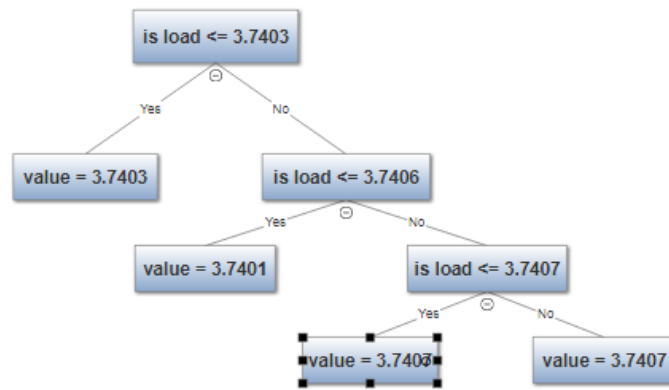 is load <= 3.7403
Yes
No
value = 3.7403
is load <= 3.7406
Yes
No
value = 3.7401
is load <= 3.7407
Yes
No
value =
value = 3.7407